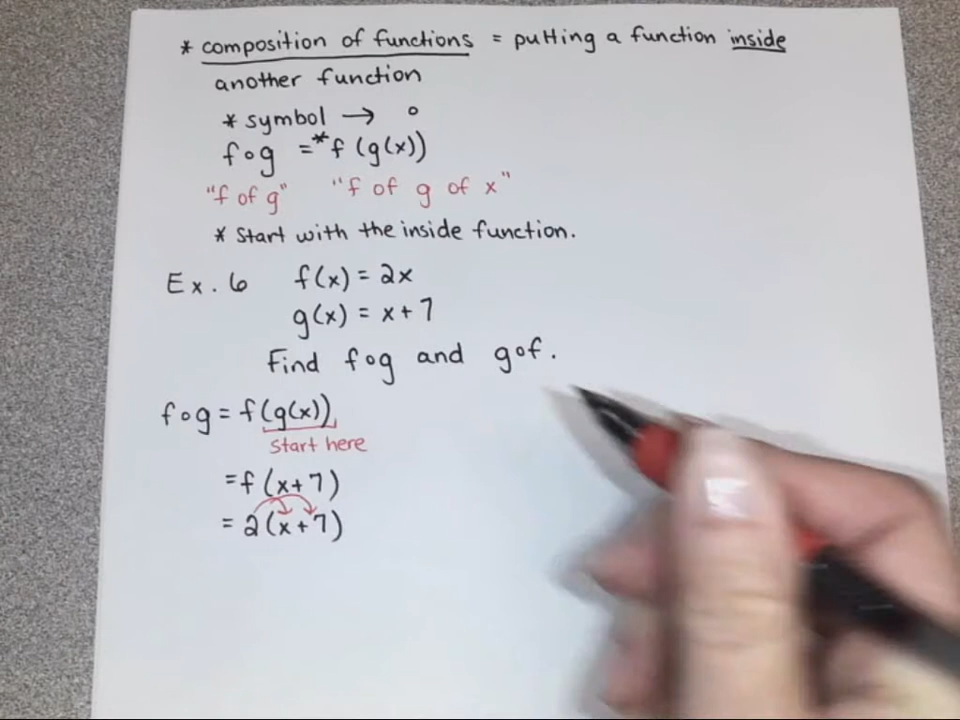 * composition of functions = putting a function inside
another function
* symbol → ∘
f∘g =* f(g(x))
"f of g" "f of g of x"
* Start with the inside function.
Ex. 6 f(x) = 2x
g(x) = x + 7
Find f∘g and g∘f.
f∘g = f(g(x))
start here
= f(x+7)
= 2(x+7)